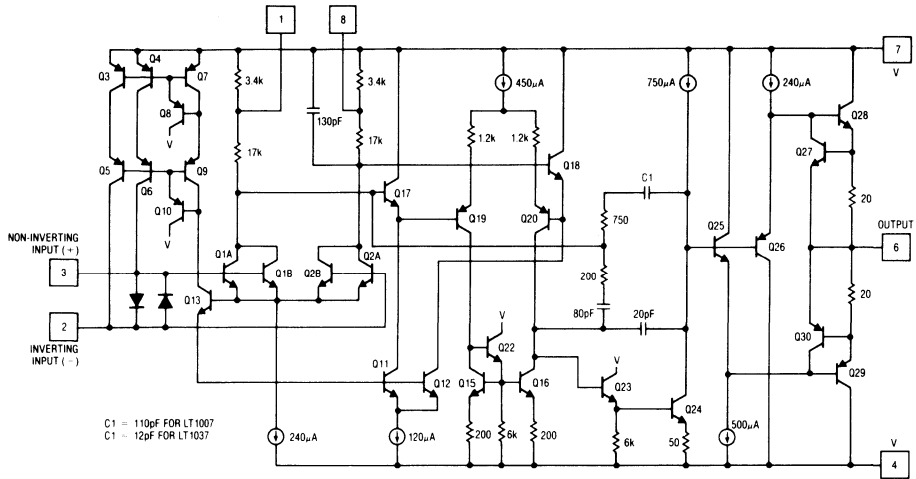 1
8
7
V
Q3
Q4
Q7
3.4k
3.4k
450µA
750µA
240µA
Q8
V
130pF
Q28
17k
17k
1.2k
1.2k
Q18
Q27
Q5
Q6
Q9
Q10
V
Q17
C1
20
Q19
Q20
750
Q25
Q26
OUTPUT
6
NON-INVERTING
INPUT (+)
3
Q1A
Q1B
Q2B
Q2A
200
20
Q13
80pF
20pF
Q30
2
INVERTING
INPUT (−)
V
Q22
Q11
Q12
Q15
Q16
V
Q23
Q24
Q29
C1 = 110pF FOR LT1007
C1 = 12pF FOR LT1037
240µA
120µA
200
6k
200
6k
50
500µA
V
4